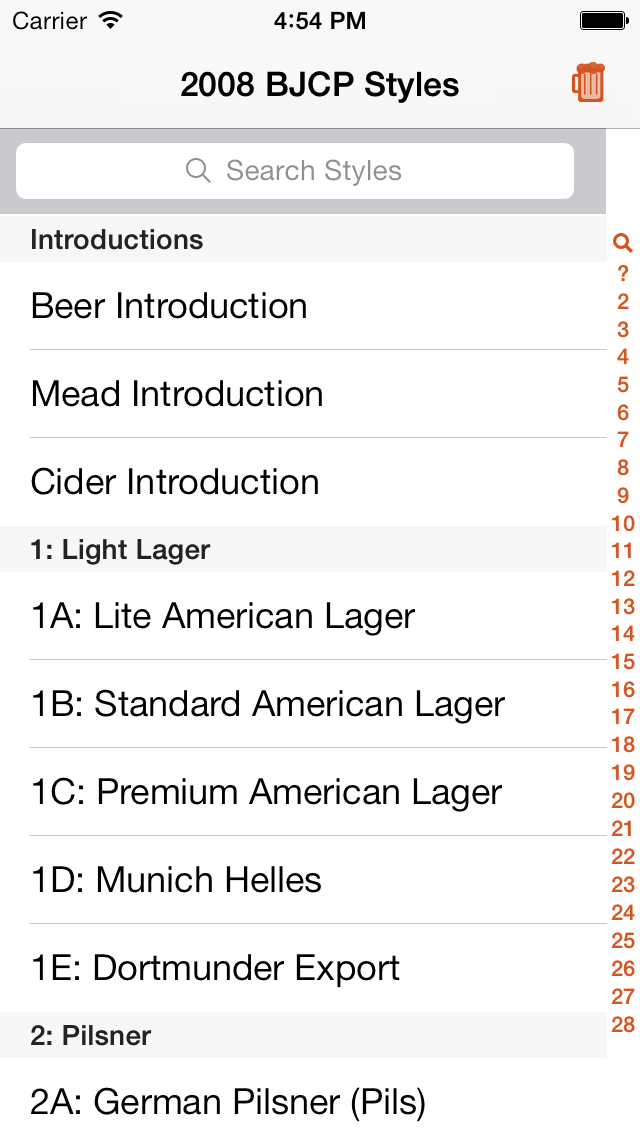 Carrier 4:54 PM
2008 BJCP Styles
Search Styles
Introductions
Beer Introduction
Mead Introduction
Cider Introduction
1: Light Lager
1A: Lite American Lager
1B: Standard American Lager
1C: Premium American Lager
1D: Munich Helles
1E: Dortmunder Export
2: Pilsner
2A: German Pilsner (Pils)
?
2
3
4
5
6
7
8
9
10
11
12
13
14
15
16
17
18
19
20
21
22
23
24
25
26
27
28